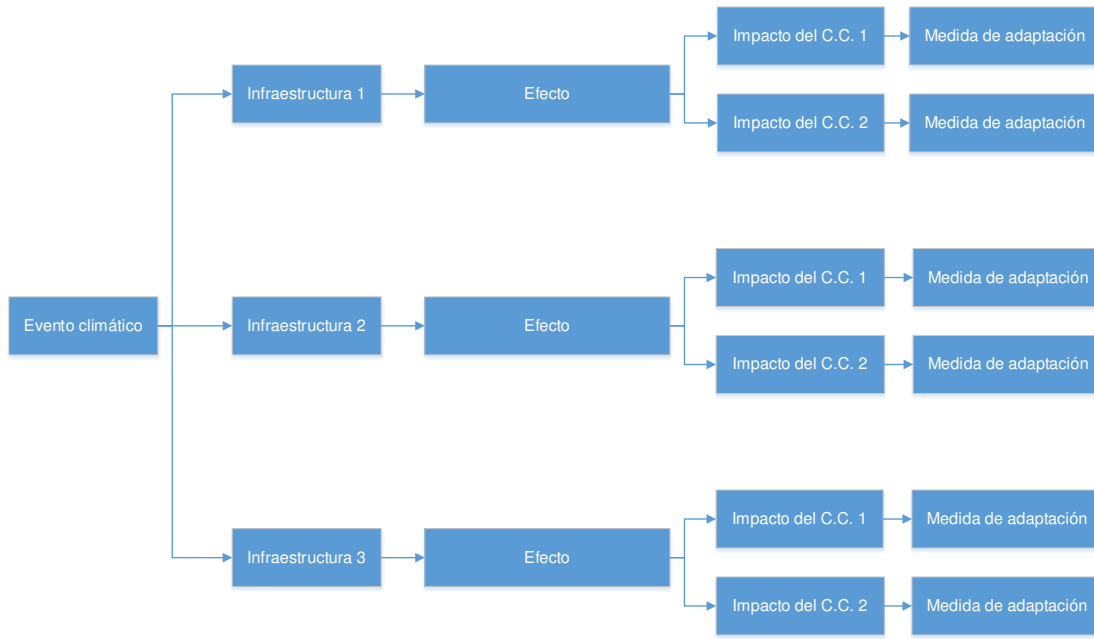 Impacto del C.C. 1
Medida de adaptación
Infraestructura 1
Efecto
Impacto del C.C. 2
Medida de adaptación
Impacto del C.C. 1
Medida de adaptación
Evento climático
Infraestructura 2
Efecto
Impacto del C.C. 2
Medida de adaptación
Impacto del C.C. 1
Medida de adaptación
Infraestructura 3
Efecto
Impacto del C.C. 2
Medida de adaptación